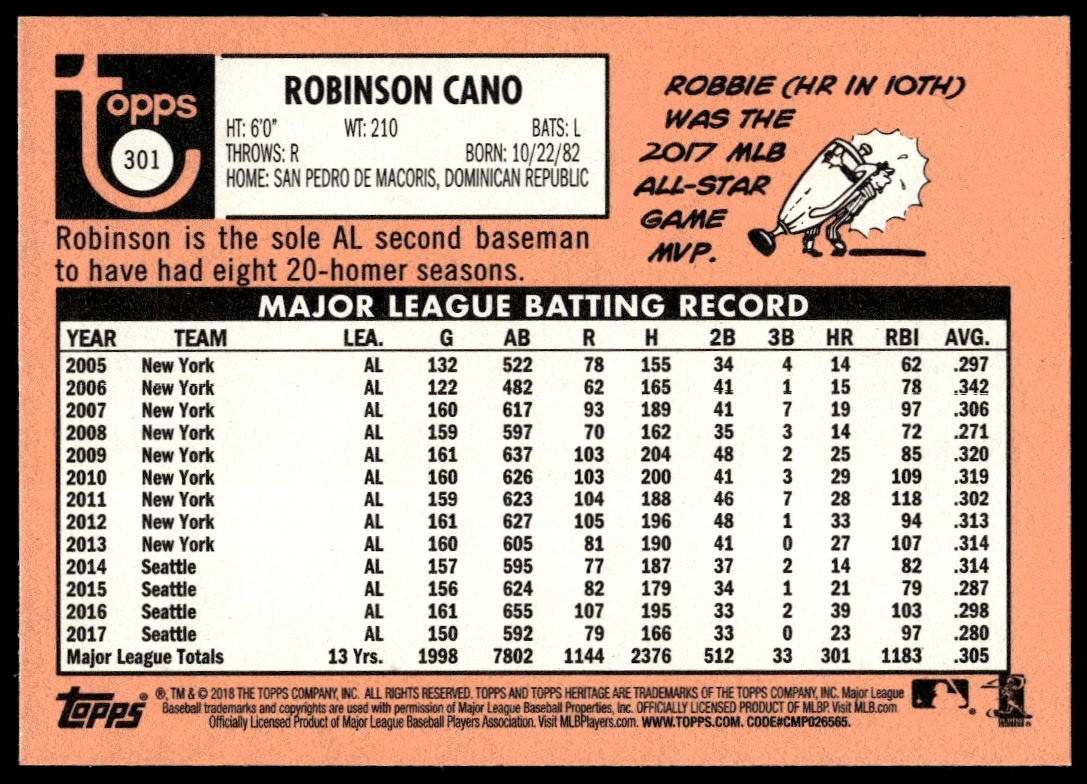 topps
301
ROBINSON CANO
HT: 6'0" WT: 210 BATS: L
THROWS: R BORN: 10/22/82
HOME: SAN PEDRO DE MACORIS, DOMINICAN REPUBLIC
Robinson is the sole AL second baseman
to have had eight 20-homer seasons.
ROBBIE (HR IN 10TH)
WAS THE
2017 MLB
ALL-STAR
GAME
MVP.
MAJOR LEAGUE BATTING RECORD
YEAR TEAM LEA. G AB R H 2B 3B HR RBI AVG.
2005 New York AL 132 522 78 155 34 4 14 62 .297
2006 New York AL 122 482 62 165 41 1 15 78 .342
2007 New York AL 160 617 93 189 41 7 19 97 .306
2008 New York AL 159 597 70 162 35 3 14 72 .271
2009 New York AL 161 637 103 204 48 2 25 85 .320
2010 New York AL 160 626 103 200 41 3 29 109 .319
2011 New York AL 159 623 104 188 46 7 28 118 .302
2012 New York AL 161 627 105 196 48 1 33 94 .313
2013 New York AL 160 605 81 190 41 0 27 107 .314
2014 Seattle AL 157 595 77 187 37 2 14 82 .314
2015 Seattle AL 156 624 82 179 34 1 21 79 .287
2016 Seattle AL 161 655 107 195 33 2 39 103 .298
2017 Seattle AL 150 592 79 166 33 0 23 97 .280
Major League Totals 13 Yrs. 1998 7802 1144 2376 512 33 301 1183 .305
TOPPS ®, TM & © 2018 THE TOPPS COMPANY, INC. ALL RIGHTS RESERVED. TOPPS AND TOPPS HERITAGE ARE TRADEMARKS OF THE TOPPS COMPANY, INC. Major League
Baseball trademarks and copyrights are used with permission of Major League Baseball Properties, Inc. OFFICIALLY LICENSED PRODUCT OF MLBP. Visit MLB.com
Officially Licensed Product of Major League Baseball Players Association. Visit MLBPlayers.com. WWW.TOPPS.COM. CODE#CMP026565.